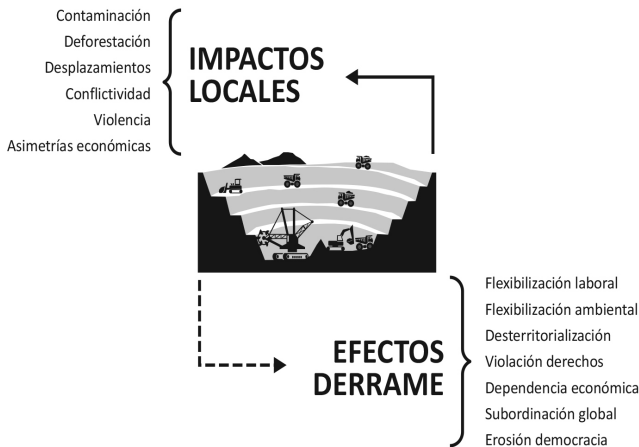 Contaminación
Deforestación
Desplazamientos
Conflictividad
Violencia
Asimetrías económicas
IMPACTOS
LOCALES
EFECTOS
DERRAME
Flexibilización laboral
Flexibilización ambiental
Desterritorialización
Violación derechos
Dependencia económica
Subordinación global
Erosión democracia